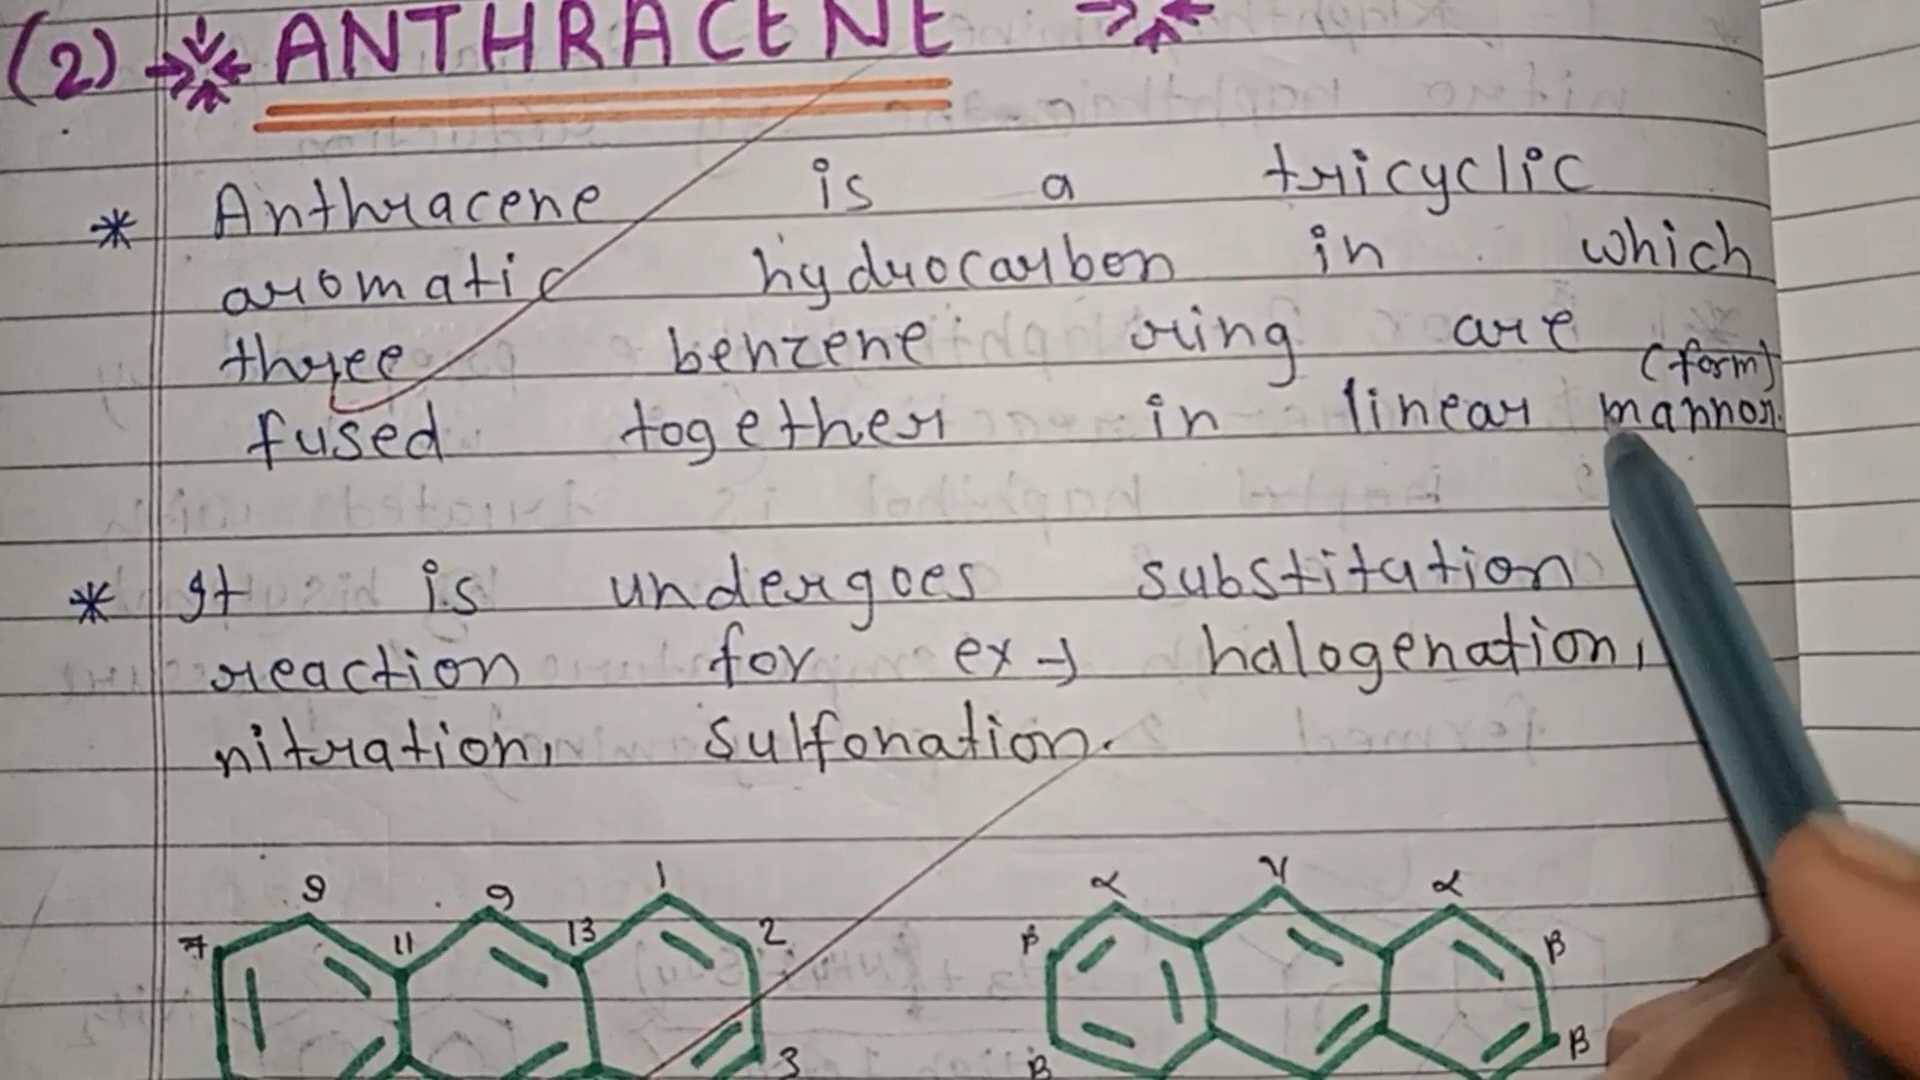 (2) ANTHRACENE
* Anthracene is a tricyclic
aromatic hydrocarbon in which
three benzene ring are
(form)
fused together in linear mannor.
* It is undergoes substitution
reaction for ex → halogenation,
nitration, sulfonation.
8 9 1
7 11 13 2
3
α γ α
β β
β β